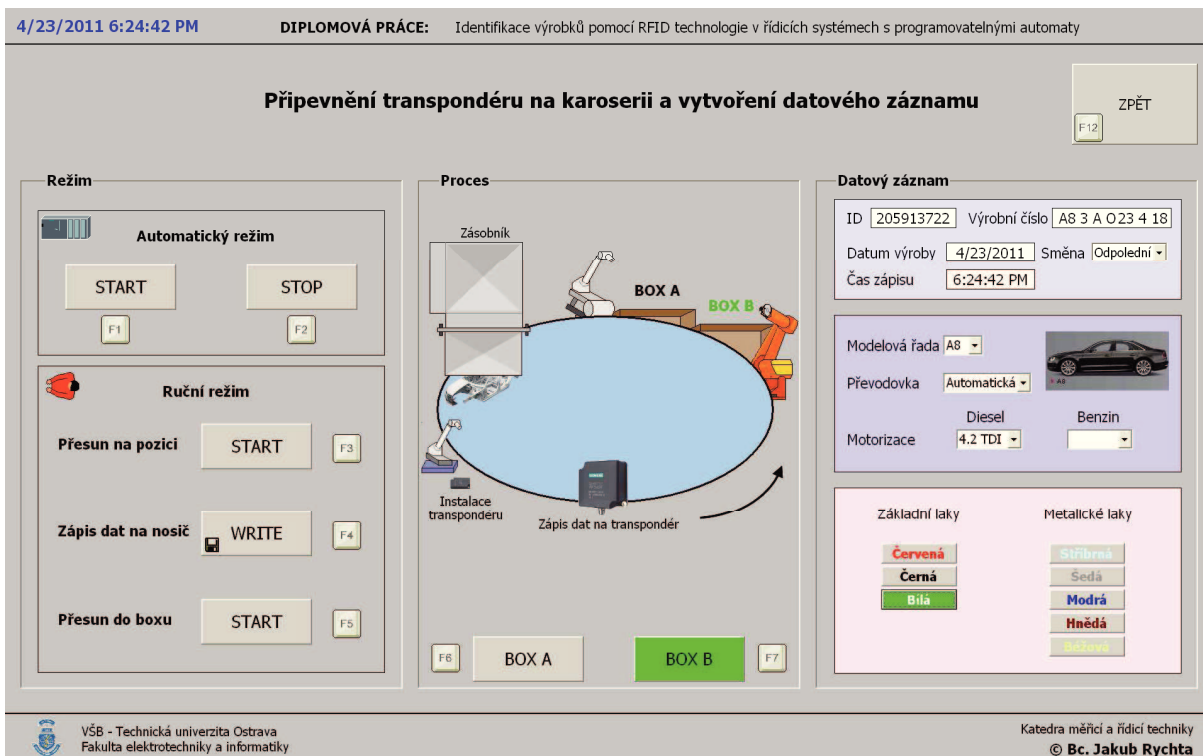 4/23/2011 6:24:42 PM DIPLOMOVÁ PRÁCE: Identifikace výrobků pomocí RFID technologie v řídicích systémech s programovatelnými automaty
Připevnění transpondéru na karoserii a vytvoření datového záznamu
ZPĚT
F12
Režim
Automatický režim
START STOP
F1 F2
Ruční režim
Přesun na pozici START F3
Zápis dat na nosič WRITE F4
Přesun do boxu START F5
Proces
Zásobník
BOX A
BOX B
Instalace
transpondéru
Zápis dat na transpondér
F6 BOX A BOX B F7
Datový záznam
ID 205913722 Výrobní číslo A8 3 A O23 4 18
Datum výroby 4/23/2011 Směna Odpolední
Čas zápisu 6:24:42 PM
Modelová řada A8
A8
Převodovka Automatická
Diesel Benzin
Motorizace 4.2 TDI
Základní laky Metalické laky
Červená Stříbrná
Černá Šedá
Bílá Modrá
Hnědá
Béžová
VŠB - Technická univerzita Ostrava
Fakulta elektrotechniky a informatiky
Katedra měřicí a řídicí techniky
© Bc. Jakub Rychta